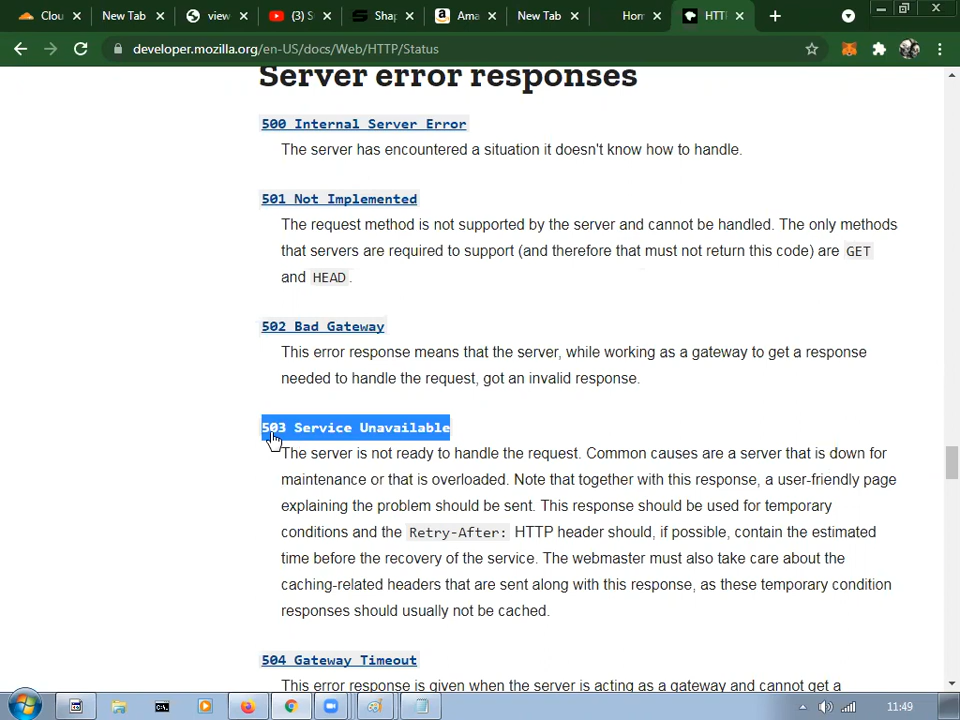 Clou
New Tab
view
(3) S
Shap
Ama
New Tab
Hom
HTT
developer.mozilla.org/en-US/docs/Web/HTTP/Status
Server error responses
500 Internal Server Error
The server has encountered a situation it doesn't know how to handle.
501 Not Implemented
The request method is not supported by the server and cannot be handled. The only methods
that servers are required to support (and therefore that must not return this code) are GET
and HEAD.
502 Bad Gateway
This error response means that the server, while working as a gateway to get a response
needed to handle the request, got an invalid response.
503 Service Unavailable
The server is not ready to handle the request. Common causes are a server that is down for
maintenance or that is overloaded. Note that together with this response, a user-friendly page
explaining the problem should be sent. This response should be used for temporary
conditions and the Retry-After: HTTP header should, if possible, contain the estimated
time before the recovery of the service. The webmaster must also take care about the
caching-related headers that are sent along with this response, as these temporary condition
responses should usually not be cached.
504 Gateway Timeout
This error response is given when the server is acting as a gateway and cannot get a
11:49